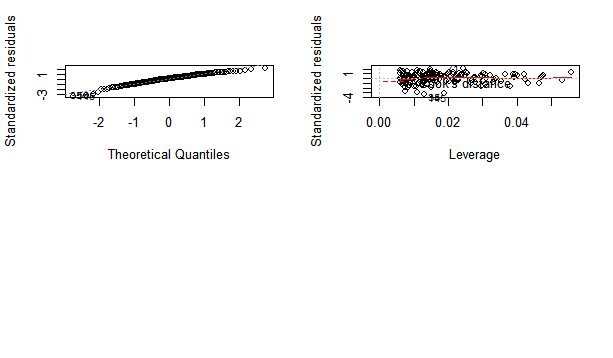 Standardized residuals
1
-3
-2
-1
0
1
2
Theoretical Quantiles
Standardized residuals
1
-4
Cook's distance
0.00
0.02
0.04
Leverage